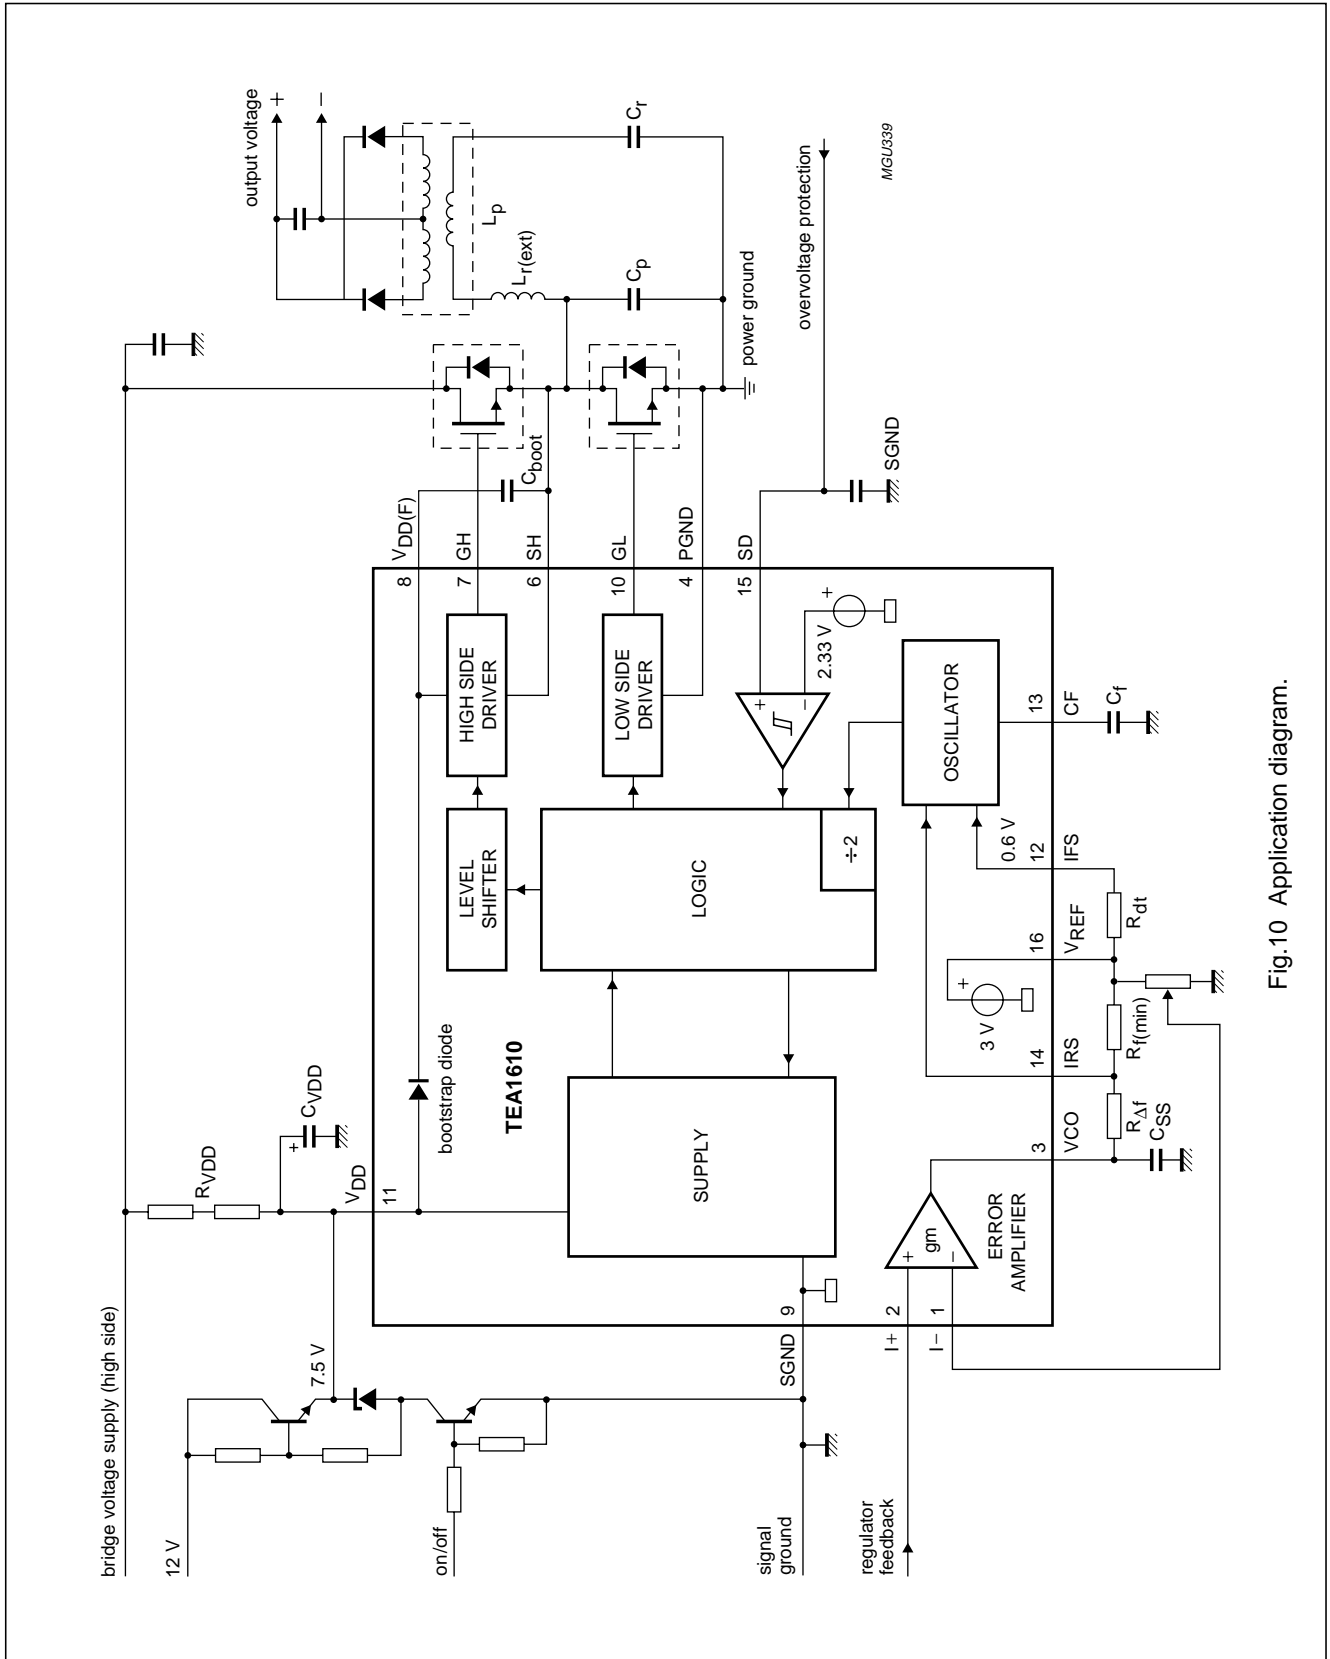 bridge voltage supply (high side)
12 V
on/off
signal
ground
regulator
feedback
7.5 V
RVDD
CVDD
VDD
11
SGND
9
I+
2
I−
1
TEA1610
bootstrap diode
SUPPLY
LEVEL
SHIFTER
LOGIC
÷2
HIGH SIDE
DRIVER
LOW SIDE
DRIVER
+
−
2.33 V
+
OSCILLATOR
+
gm
−
ERROR
AMPLIFIER
3
VCO
14
IRS
16
VREF
12
IFS
13
CF
3 V
+
0.6 V
CSS
RΔf
Rf(min)
Rdt
Cf
8
VDD(F)
7
GH
6
SH
10
GL
4
PGND
15
SD
Cboot
SGND
power ground
overvoltage protection
output voltage
+
−
Lp
Lr(ext)
Cp
Cr
+
MGU339
Fig.10 Application diagram.